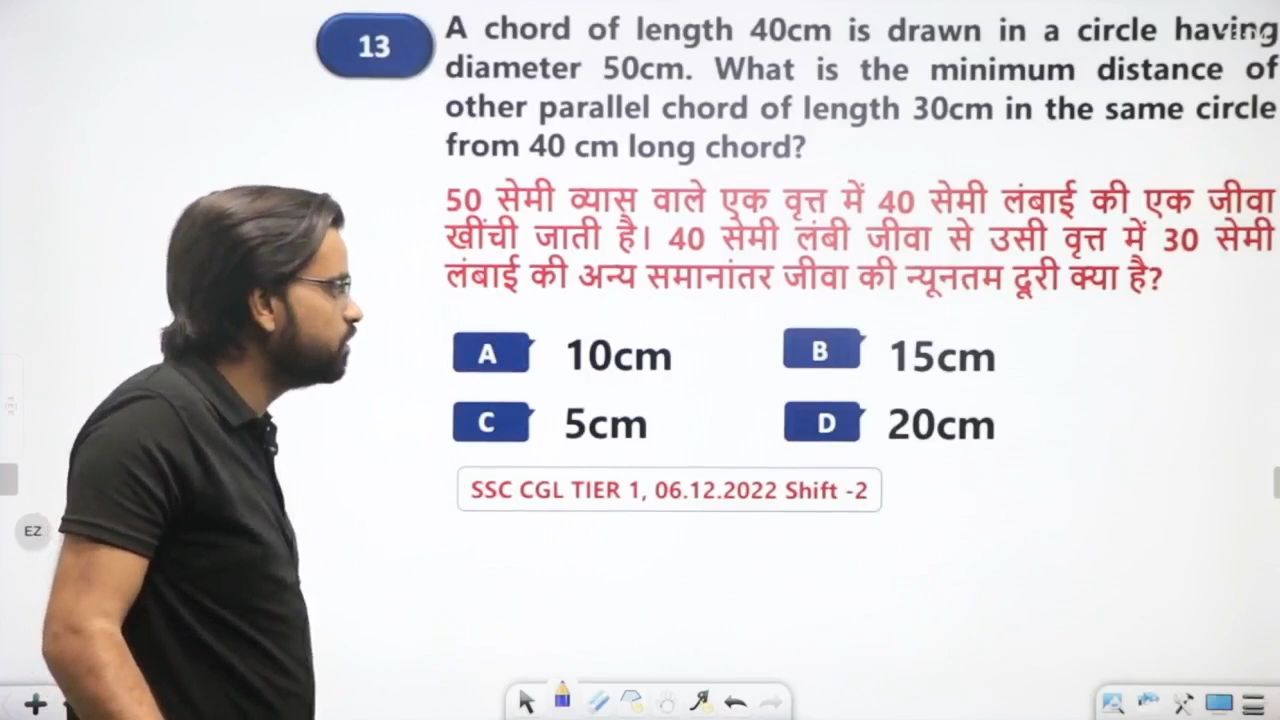 13
A chord of length 40cm is drawn in a circle having
diameter 50cm. What is the minimum distance of
other parallel chord of length 30cm in the same circle
from 40 cm long chord?
50 सेमी व्यास वाले एक वृत्त में 40 सेमी लंबाई की एक जीवा
खींची जाती है। 40 सेमी लंबी जीवा से उसी वृत्त में 30 सेमी
लंबाई की अन्य समानांतर जीवा की न्यूनतम दूरी क्या है?
A 10cm B 15cm
C 5cm D 20cm
SSC CGL TIER 1, 06.12.2022 Shift -2
EZ